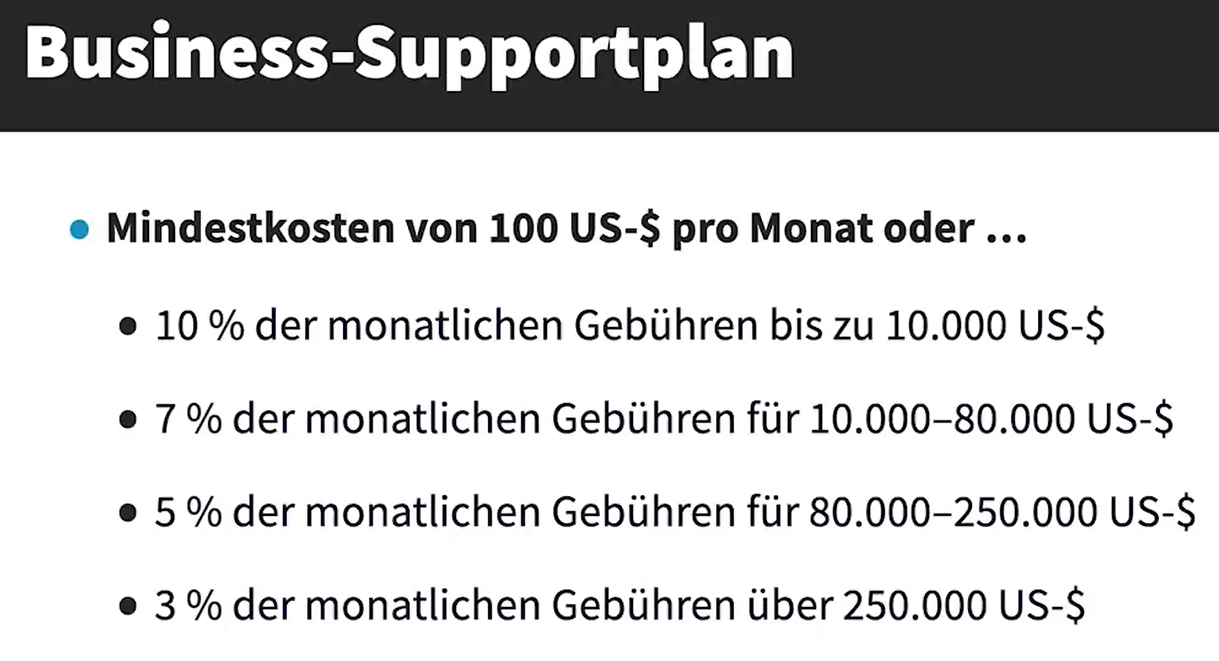 Business-Supportplan
Mindestkosten von 100 US-$ pro Monat oder ...
10 % der monatlichen Gebühren bis zu 10.000 US-$
7 % der monatlichen Gebühren für 10.000–80.000 US-$
5 % der monatlichen Gebühren für 80.000–250.000 US-$
3 % der monatlichen Gebühren über 250.000 US-$